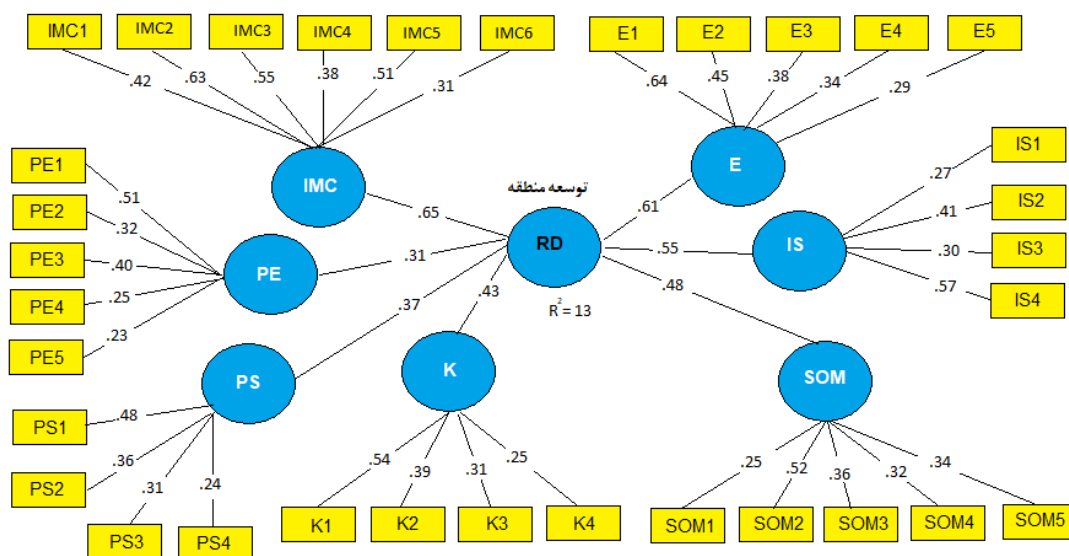 IMC1 IMC2 IMC3 IMC4 IMC5 IMC6
.42 .63 .55 .38 .51 .31
E1 E2 E3 E4 E5
.64 .45 .38 .34 .29
IMC
E
توسعه منطقه
RD
R² = 13
.65
.31
.37
.43
.61
.55
.48
PE1
PE2
PE3
PE4
PE5
.51
.32
.40
.25
.23
PE
IS
.27
.41
.30
.57
IS1
IS2
IS3
IS4
PS
.48
.36
.31
.24
PS1
PS2
PS3
PS4
K
.54 .39 .31 .25
K1 K2 K3 K4
SOM
.25 .52 .36 .32 .34
SOM1 SOM2 SOM3 SOM4 SOM5